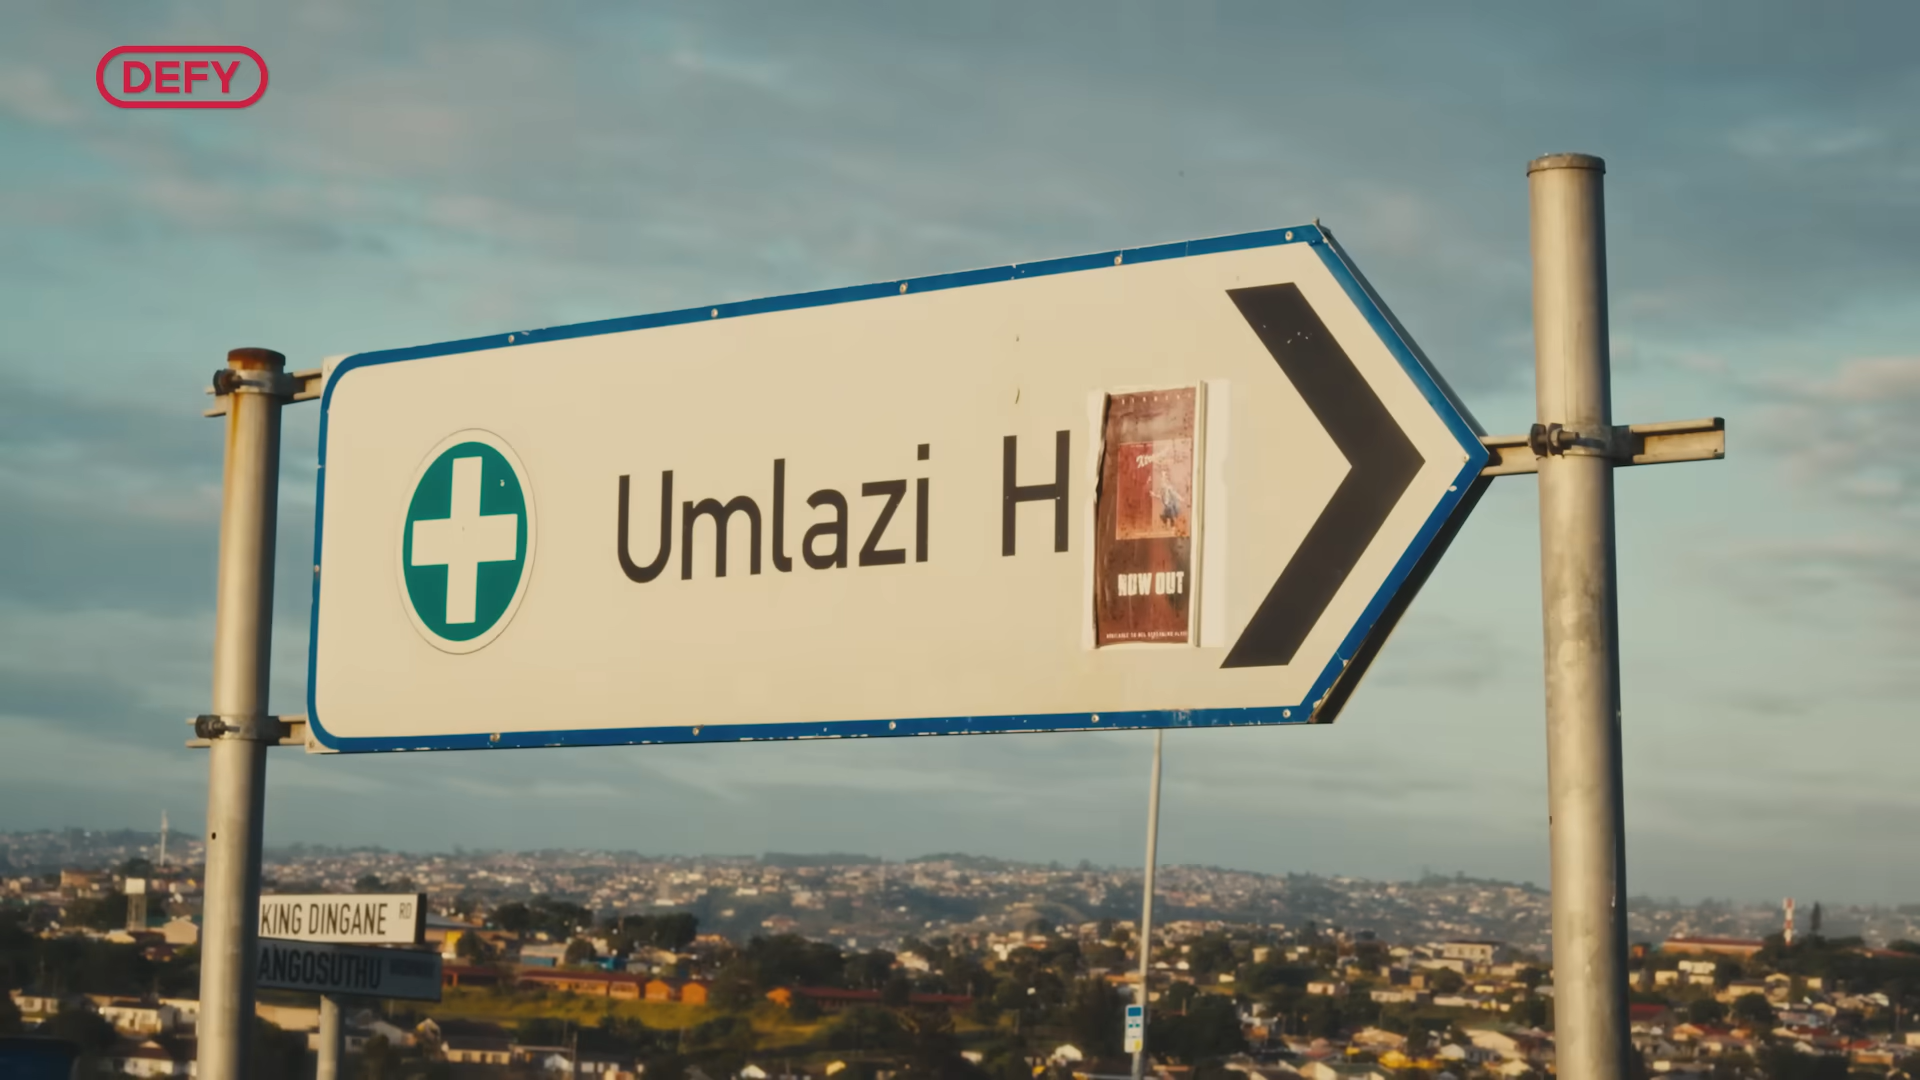 DEFY
Umlazi H
NOW OUT
KING DINGANE RD
ANGOSUTHU